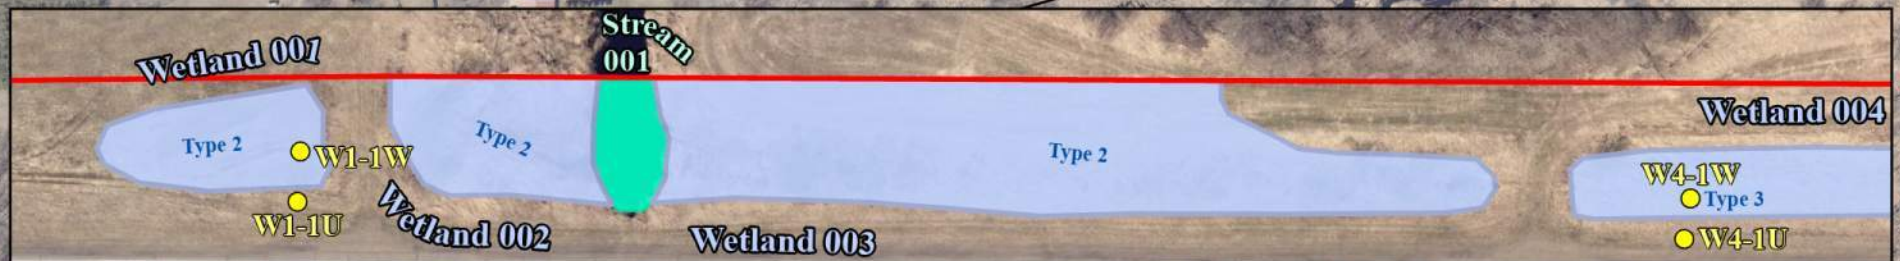 Stream
001
Wetland 001
Wetland 004
Type 2
Type 2
Type 2
W1-1W
W4-1W
Type 3
W1-1U
Wetland 002
Wetland 003
W4-1U